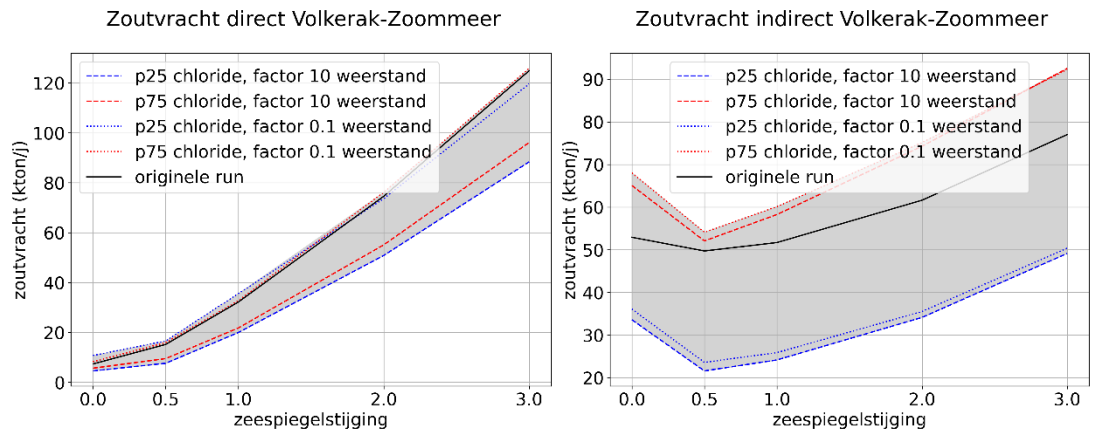 Zoutvracht direct Volkerak-Zoommeer
zoutvracht (kton/j)
120
100
80
60
40
20
0
p25 chloride, factor 10 weerstand
p75 chloride, factor 10 weerstand
p25 chloride, factor 0.1 weerstand
p75 chloride, factor 0.1 weerstand
originele run
0.0 0.5 1.0 2.0 3.0
zeespiegelstijging
Zoutvracht indirect Volkerak-Zoommeer
zoutvracht (kton/j)
90
80
70
60
50
40
30
20
p25 chloride, factor 10 weerstand
p75 chloride, factor 10 weerstand
p25 chloride, factor 0.1 weerstand
p75 chloride, factor 0.1 weerstand
originele run
0.0 0.5 1.0 2.0 3.0
zeespiegelstijging